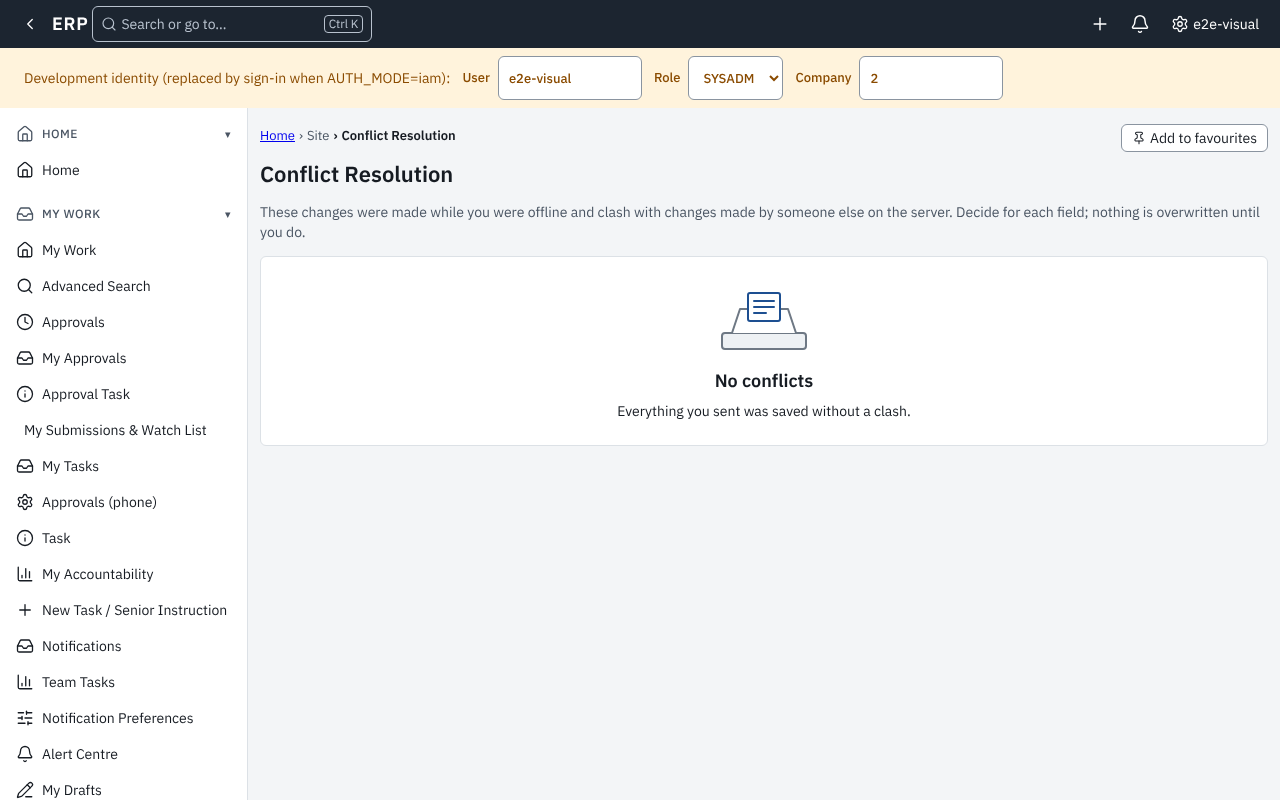 ERP
Search or go to...
Ctrl K
e2e-visual
Development identity (replaced by sign-in when AUTH_MODE=iam):
User
e2e-visual
Role
SYSADM
Company
2
HOME
Home
MY WORK
My Work
Advanced Search
Approvals
My Approvals
Approval Task
My Submissions & Watch List
My Tasks
Approvals (phone)
Task
My Accountability
New Task / Senior Instruction
Notifications
Team Tasks
Notification Preferences
Alert Centre
My Drafts
Home › Site › Conflict Resolution
Add to favourites
Conflict Resolution
These changes were made while you were offline and clash with changes made by someone else on the server. Decide for each field; nothing is overwritten until
you do.
No conflicts
Everything you sent was saved without a clash.